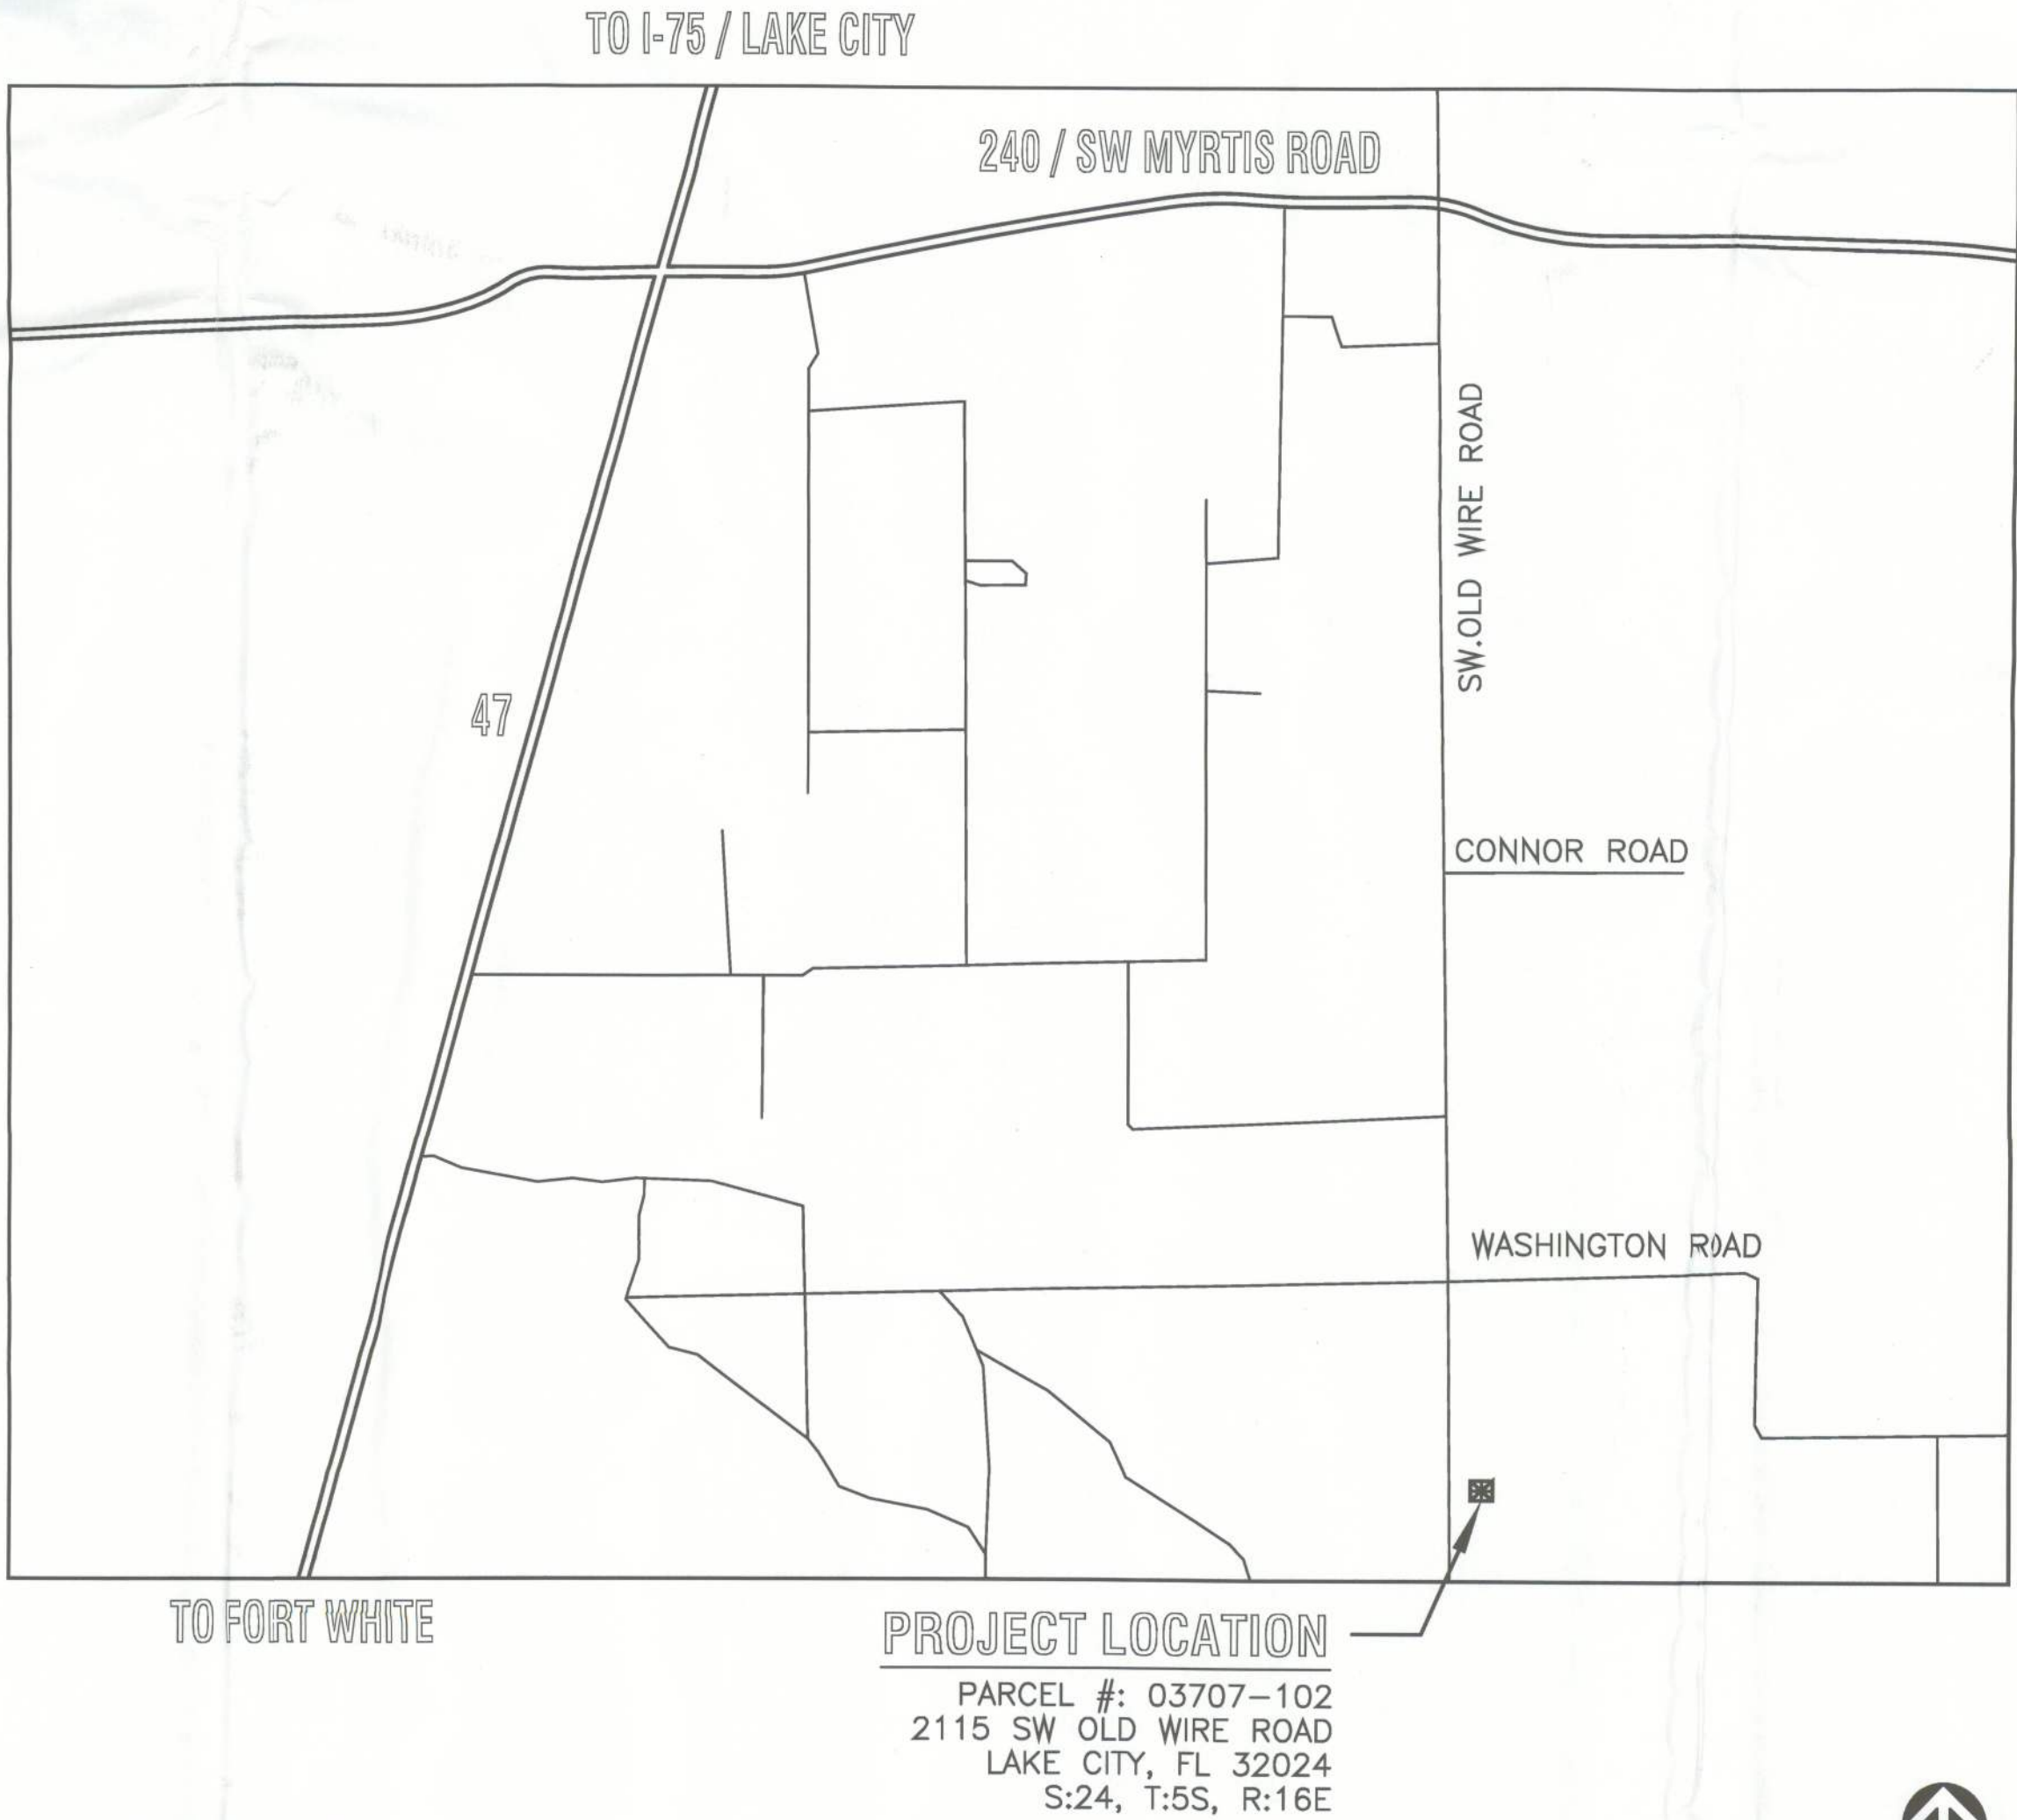 TO I-75 / LAKE CITY
240 / SW MYRTIS ROAD
SW.OLD WIRE ROAD
47
CONNOR ROAD
WASHINGTON ROAD
TO FORT WHITE
PROJECT LOCATION
PARCEL #: 03707-102
2115 SW OLD WIRE ROAD
LAKE CITY, FL 32024
S:24, T:5S, R:16E